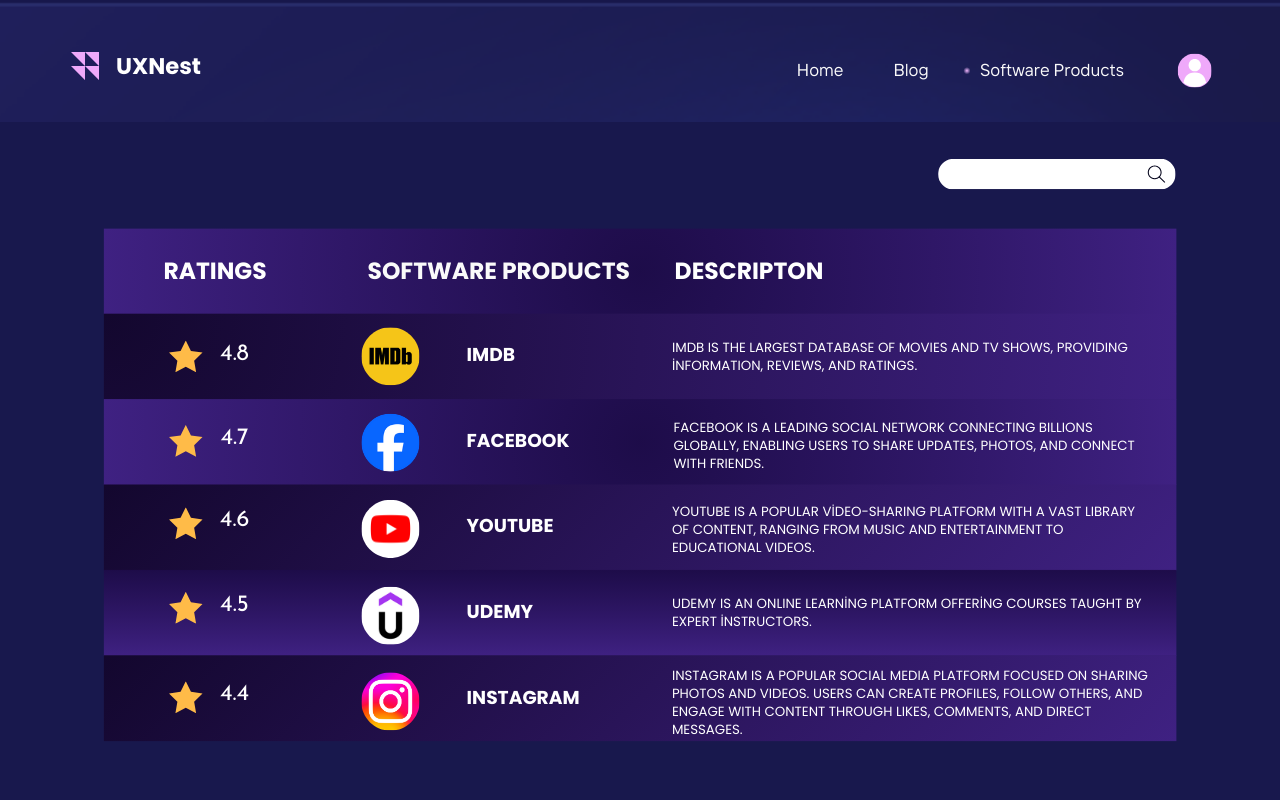 UXNest
Home Blog Software Products
RATINGS SOFTWARE PRODUCTS DESCRIPTON
4.8 IMDb IMDB
IMDB IS THE LARGEST DATABASE OF MOVIES AND TV SHOWS, PROVIDING
İNFORMATION, REVIEWS, AND RATINGS.
4.7 FACEBOOK
FACEBOOK IS A LEADING SOCIAL NETWORK CONNECTING BILLIONS
GLOBALLY, ENABLING USERS TO SHARE UPDATES, PHOTOS, AND CONNECT
WITH FRIENDS.
4.6 YOUTUBE
YOUTUBE IS A POPULAR VİDEO-SHARING PLATFORM WITH A VAST LIBRARY
OF CONTENT, RANGING FROM MUSIC AND ENTERTAINMENT TO
EDUCATIONAL VIDEOS.
4.5 UDEMY
UDEMY IS AN ONLINE LEARNİNG PLATFORM OFFERİNG COURSES TAUGHT BY
EXPERT İNSTRUCTORS.
4.4 INSTAGRAM
INSTAGRAM IS A POPULAR SOCIAL MEDIA PLATFORM FOCUSED ON SHARING
PHOTOS AND VIDEOS. USERS CAN CREATE PROFILES, FOLLOW OTHERS, AND
ENGAGE WITH CONTENT THROUGH LIKES, COMMENTS, AND DIRECT
MESSAGES.